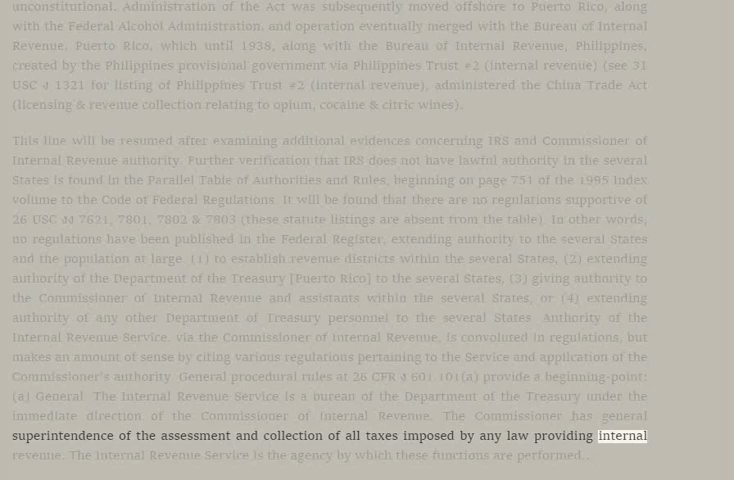 unconstitutional. Administration of the Act was subsequently moved offshore to Puerto Rico, along
with the Federal Alcohol Administration, and operation eventually merged with the Bureau of Internal
Revenue, Puerto Rico, which until 1938, along with the Bureau of Internal Revenue, Philippines,
created by the Philippines provisional government via Philippines Trust #2 (internal revenue) (see 31
USC § 1321 for listing of Philippines Trust #2 (internal revenue), administered the China Trade Act
(licensing & revenue collection relating to opium, cocaine & citric wines).
This line will be resumed after examining additional evidences concerning IRS and Commissioner of
Internal Revenue authority. Further verification that IRS does not have lawful authority in the several
States is found in the Parallel Table of Authorities and Rules, beginning on page 751 of the 1995 Index
volume to the Code of Federal Regulations. It will be found that there are no regulations supportive of
26 USC §§ 7621, 7801, 7802 & 7803 (these statute listings are absent from the table). In other words,
no regulations have been published in the Federal Register, extending authority to the several States
and the population at large, (1) to establish revenue districts within the several States, (2) extending
authority of the Department of the Treasury [Puerto Rico] to the several States, (3) giving authority to
the Commissioner of Internal Revenue and assistants within the several States, or (4) extending
authority of any other Department of Treasury personnel to the several States. Authority of the
Internal Revenue Service, via the Commissioner of Internal Revenue, is convoluted in regulations, but
makes an amount of sense by citing various regulations pertaining to the Service and application of the
Commissioner's authority. General procedural rules at 26 CFR § 601.101(a) provide a beginning-point:
(a) General. The Internal Revenue Service is a bureau of the Department of the Treasury under the
immediate direction of the Commissioner of Internal Revenue. The Commissioner has general
superintendence of the assessment and collection of all taxes imposed by any law providing internal
revenue. The Internal Revenue Service is the agency by which these functions are performed...